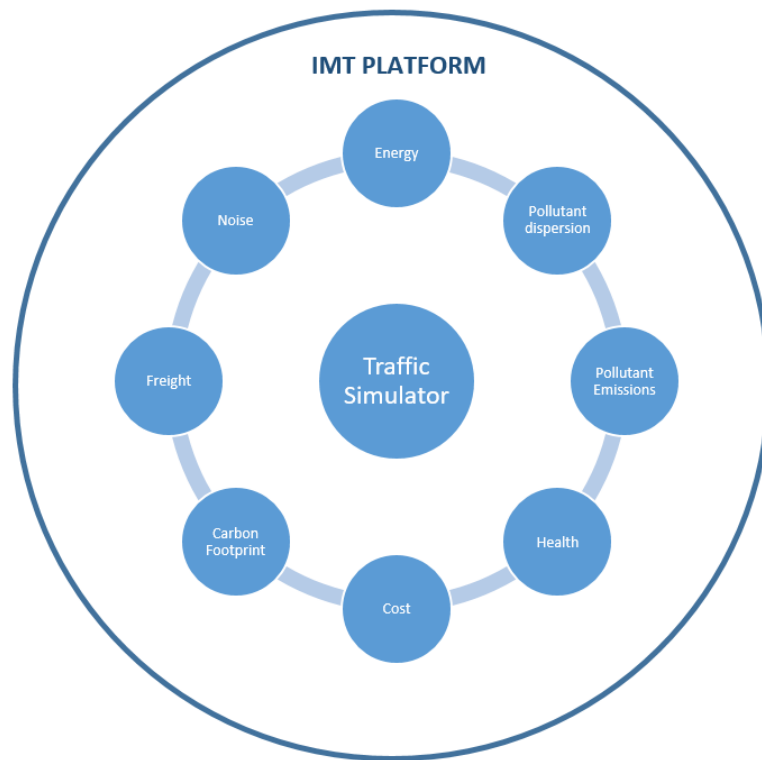 IMT PLATFORM
Energy
Pollutant
dispersion
Pollutant
Emissions
Health
Cost
Carbon
Footprint
Freight
Noise
Traffic
Simulator